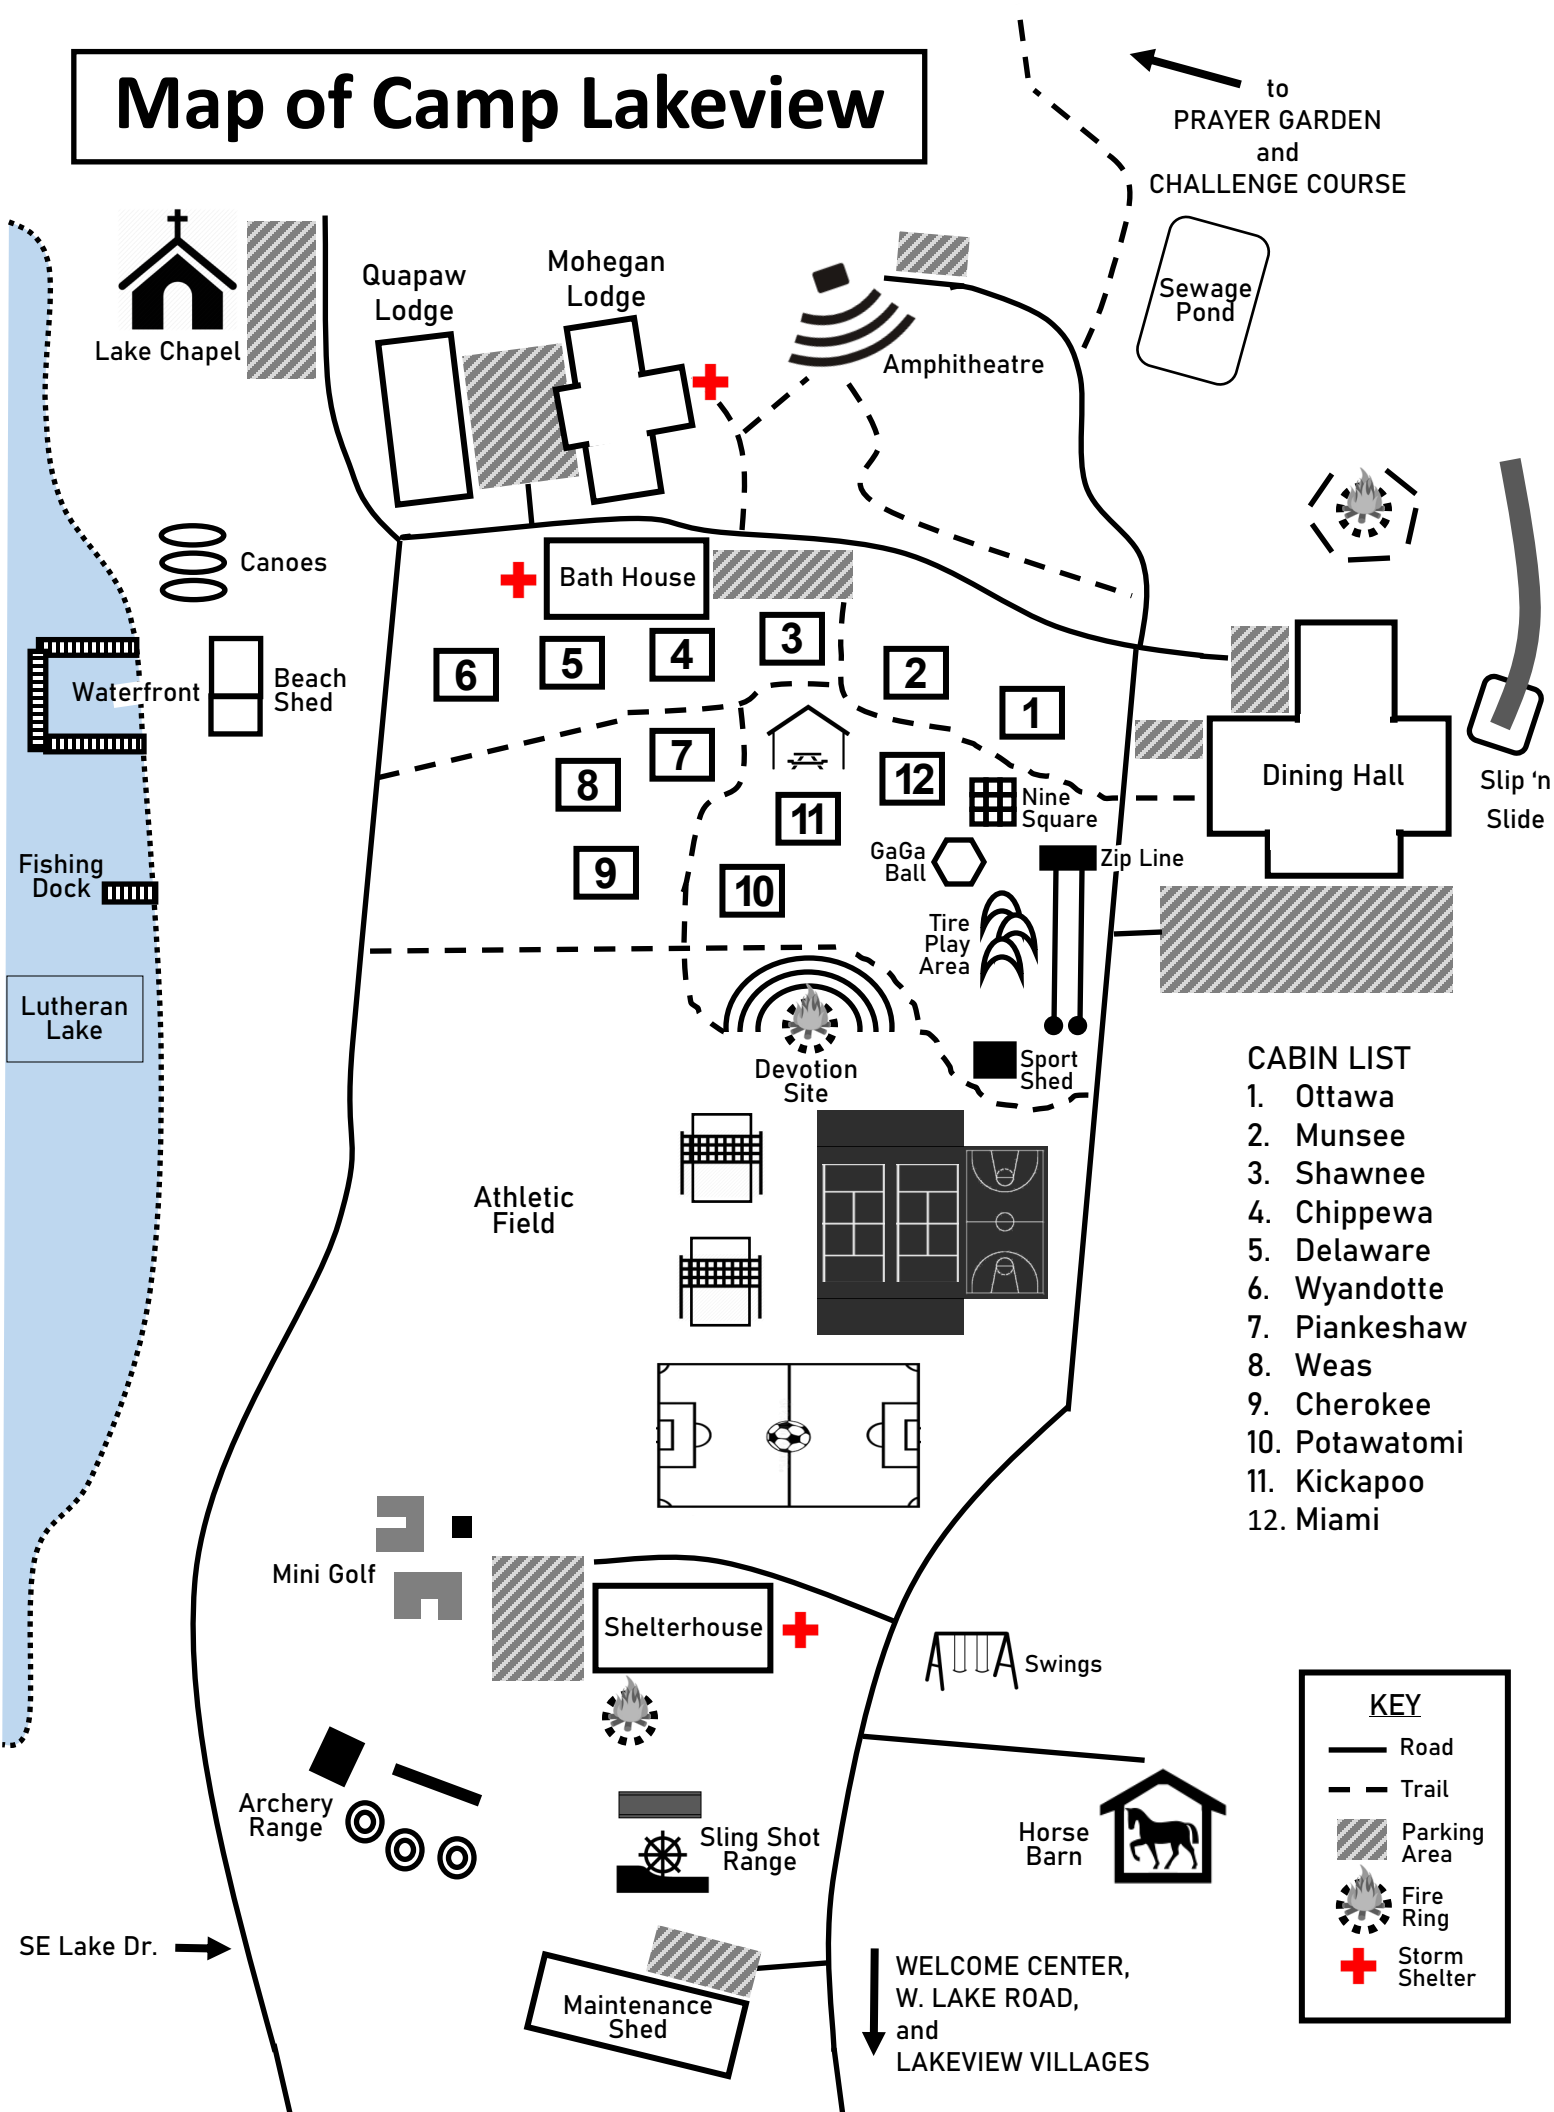 Map of Camp Lakeview
to
PRAYER GARDEN
and
CHALLENGE COURSE
Lake Chapel
Quapaw
Lodge
Mohegan
Lodge
Amphitheatre
Sewage
Pond
Canoes
Bath House
Waterfront
Beach
Shed
6
5
4
3
2
1
7
8
9
10
11
12
Nine
Square
GaGa
Ball
Zip Line
Tire
Play
Area
Dining Hall
Slip ‘n
Slide
Fishing
Dock
Lutheran
Lake
Devotion
Site
Sport
Shed
Athletic
Field
CABIN LIST
1. Ottawa
2. Munsee
3. Shawnee
4. Chippewa
5. Delaware
6. Wyandotte
7. Piankeshaw
8. Weas
9. Cherokee
10. Potawatomi
11. Kickapoo
12. Miami
Mini Golf
Shelterhouse
Swings
Archery
Range
Sling Shot
Range
Horse
Barn
SE Lake Dr.
Maintenance
Shed
WELCOME CENTER,
W. LAKE ROAD,
and
LAKEVIEW VILLAGES
KEY
Road
Trail
Parking
Area
Fire
Ring
Storm
Shelter